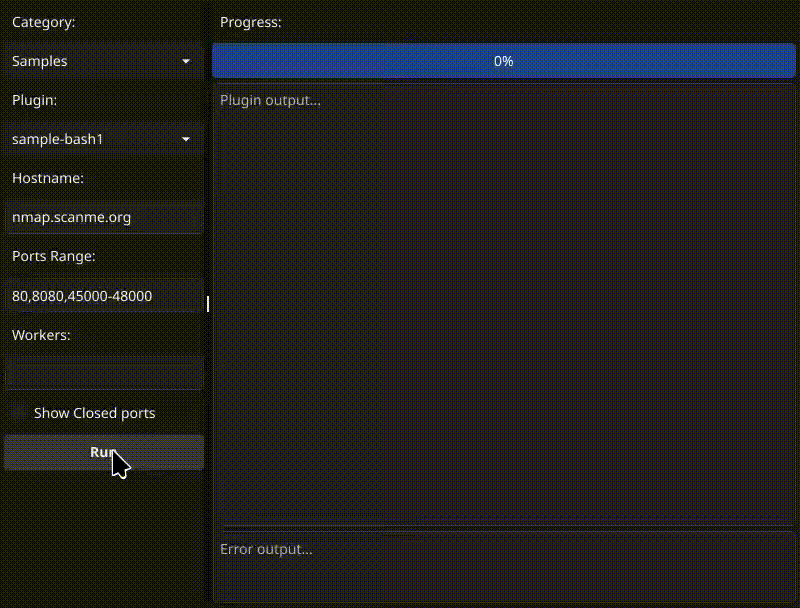 Category:
Samples
Plugin:
sample-bash1
Hostname:
nmap.scanme.org
Ports Range:
80,8080,45000-48000
Workers:
Show Closed ports
Run
Progress:
0%
Plugin output...
Error output...